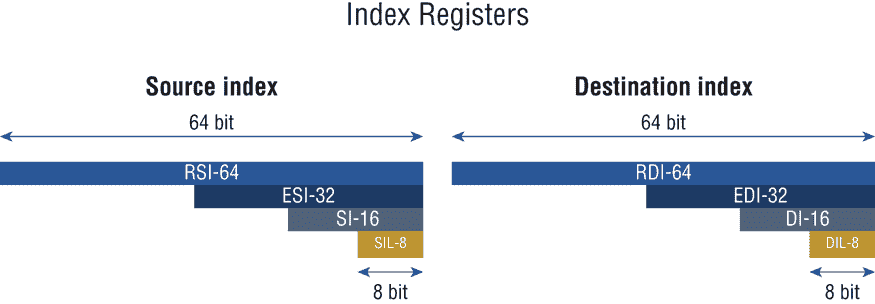 Index Registers
Source index
64 bit
RSI-64
ESI-32
SI-16
SIL-8
8 bit
Destination index
64 bit
RDI-64
EDI-32
DI-16
DIL-8
8 bit